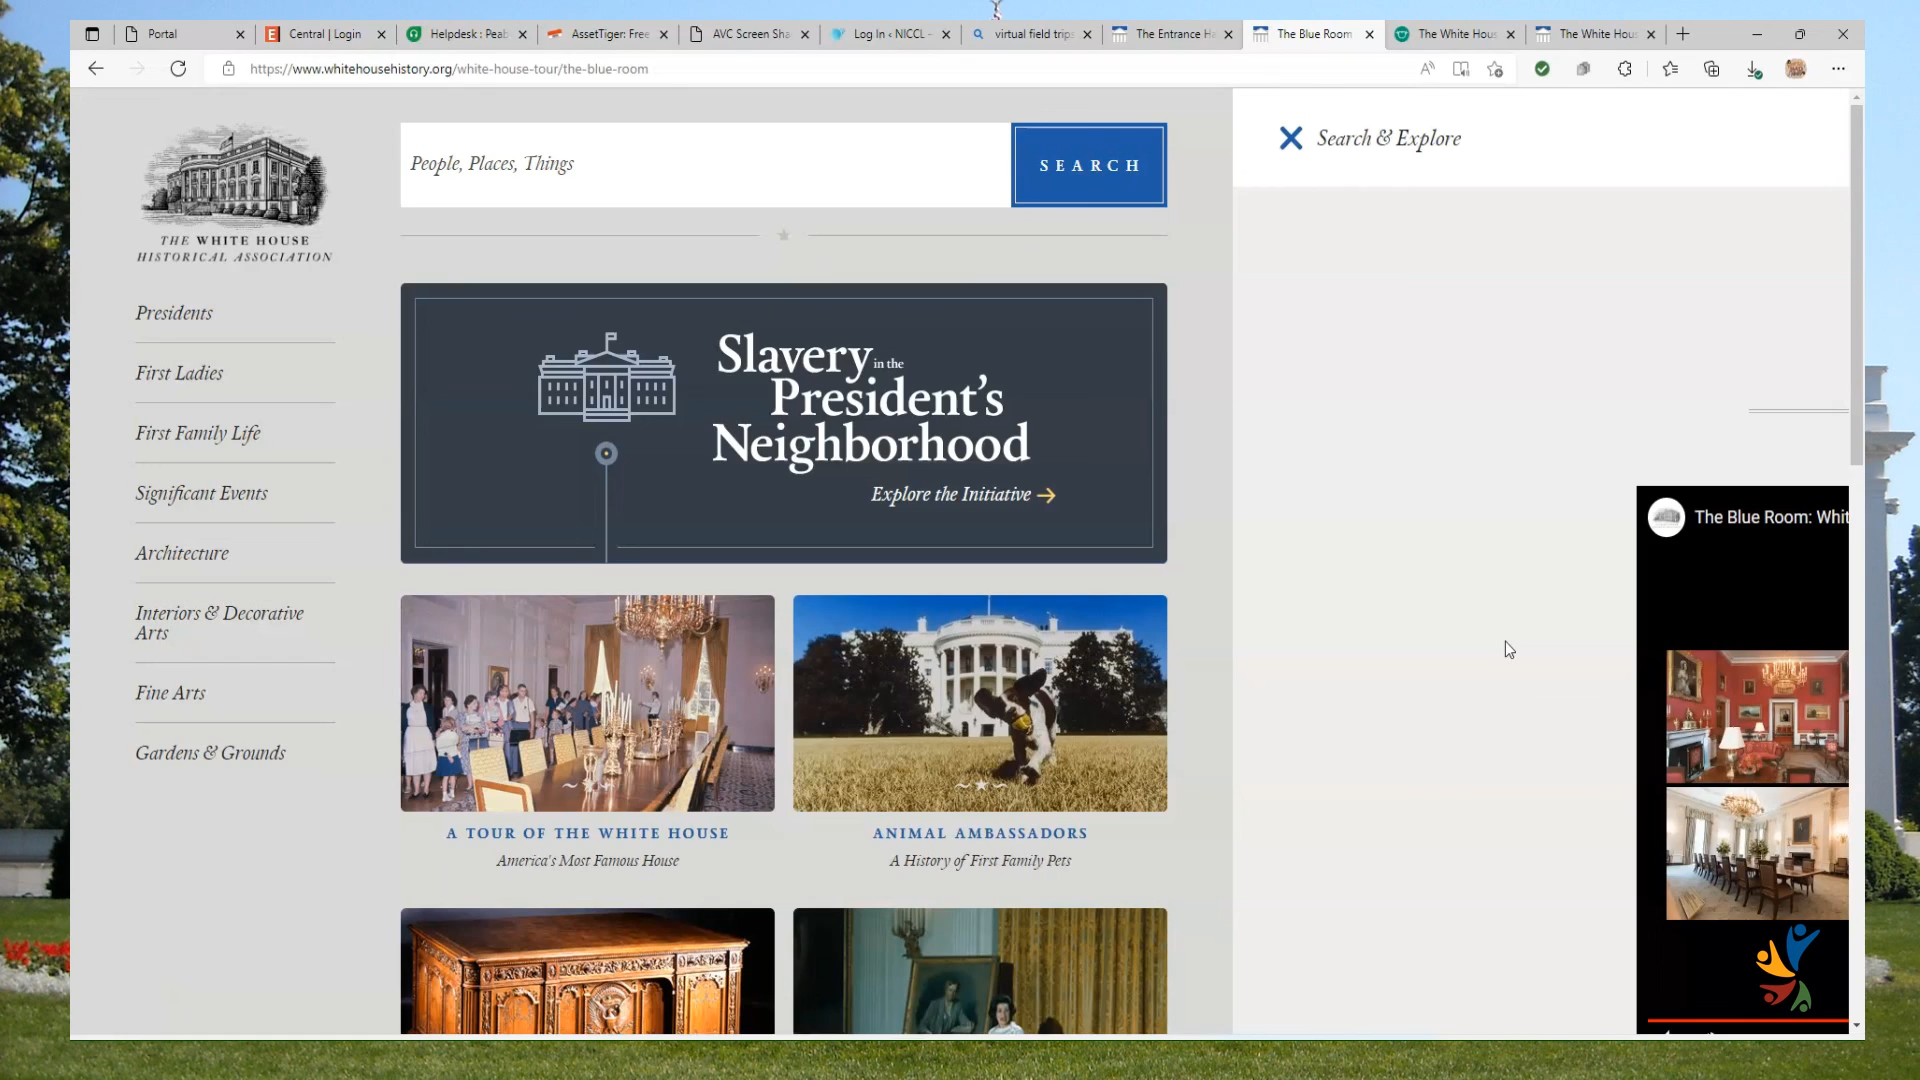 Portal
Central | Login
Helpdesk : Peab
AssetTiger: Free
AVC Screen Sha
Log In ‹ NICCL –
virtual field trips
The Entrance Ha
The Blue Room
The White Hous
The White Hous
https://www.whitehousehistory.org/white-house-tour/the-blue-room
THE WHITE HOUSE
HISTORICAL ASSOCIATION
Presidents
First Ladies
First Family Life
Significant Events
Architecture
Interiors & Decorative
Arts
Fine Arts
Gardens & Grounds
People, Places, Things
SEARCH
Slavery in the
President's
Neighborhood
Explore the Initiative →
A TOUR OF THE WHITE HOUSE
America's Most Famous House
ANIMAL AMBASSADORS
A History of First Family Pets
Search & Explore
The Blue Room: Whit